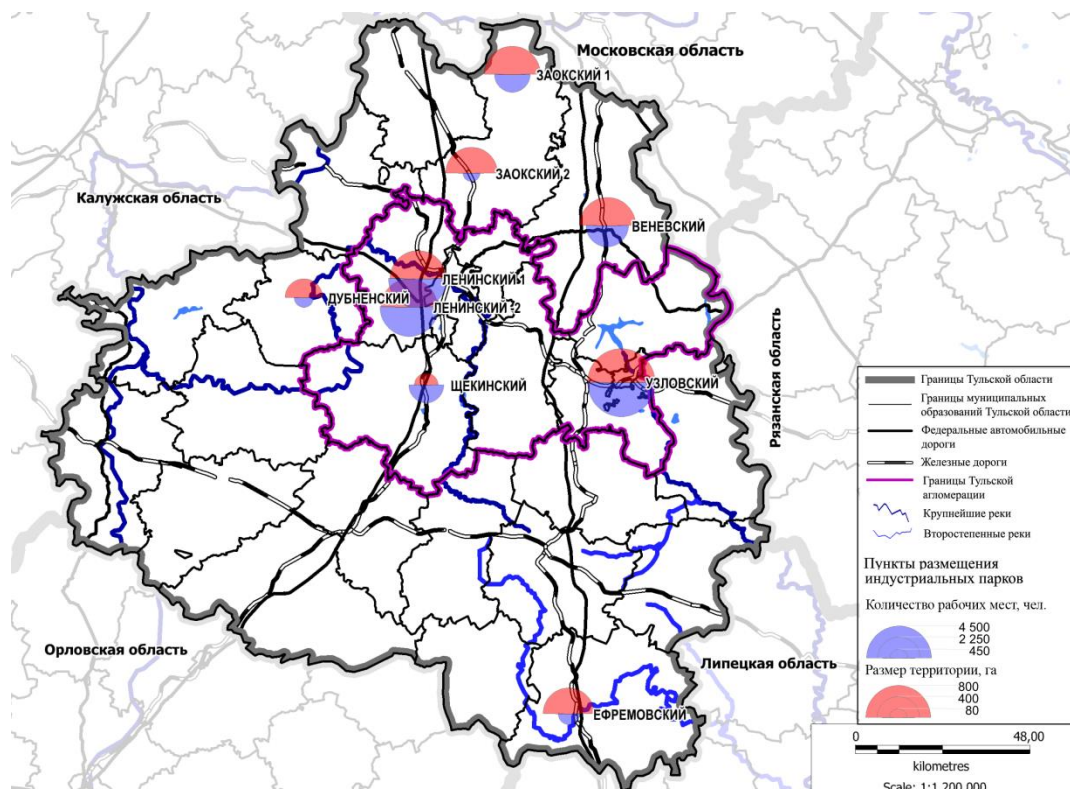 Московская область
ЗАОКСКИЙ 1
ЗАОКСКИЙ 2
Калужская область
ВЕНЕВСКИЙ
ЛЕНИНСКИЙ 1
ДУБНЕНСКИЙ
ЛЕНИНСКИЙ -2
ЩЕКИНСКИЙ
УЗЛОВСКИЙ
Рязанская область
Границы Тульской области
Границы муниципальных
образований Тульской области
Федеральные автомобильные
дороги
Железные дороги
Границы Тульской
агломерации
Крупнейшие реки
Второстепенные реки
Пункты размещения
индустриальных парков
Количество рабочих мест, чел.
4 500
2 250
450
Размер территории, га
800
400
80
Орловская область
Липецкая область
ЕФРЕМОВСКИЙ
0 48,00
kilometres
Scale: 1:1 200 000